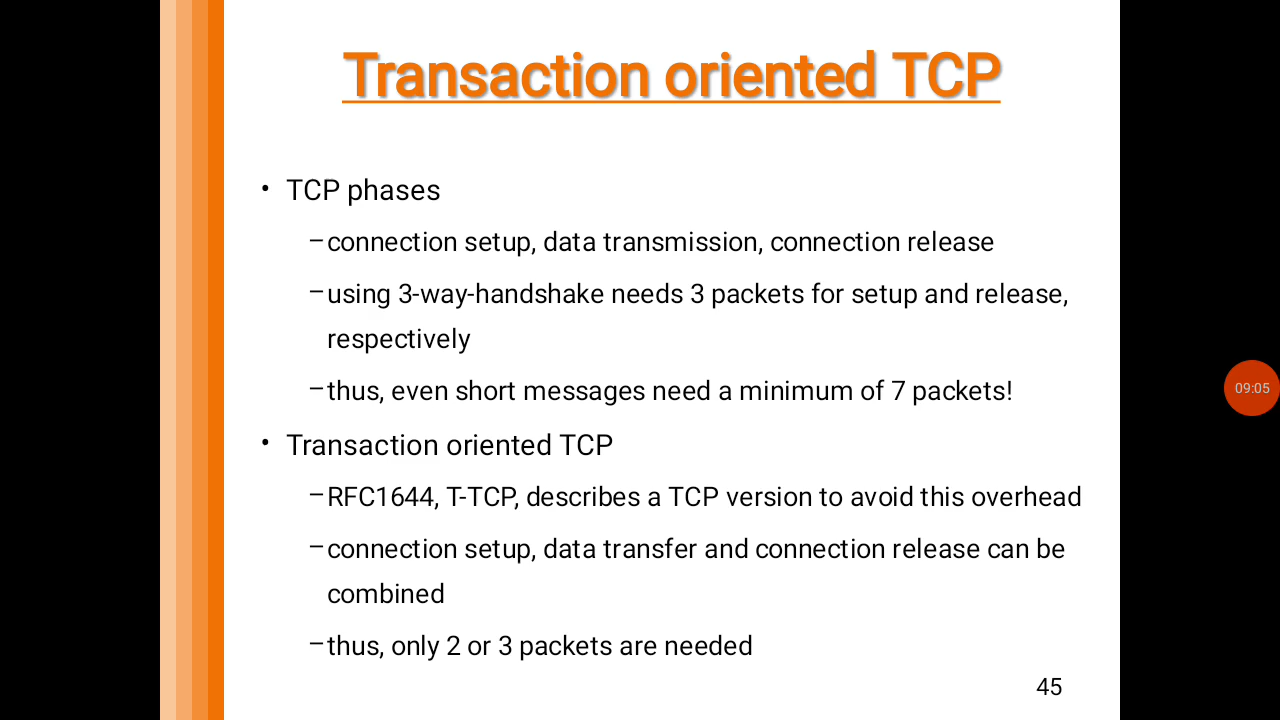 Transaction oriented TCP
• TCP phases
–connection setup, data transmission, connection release
–using 3-way-handshake needs 3 packets for setup and release,
respectively
–thus, even short messages need a minimum of 7 packets!
• Transaction oriented TCP
–RFC1644, T-TCP, describes a TCP version to avoid this overhead
–connection setup, data transfer and connection release can be
combined
–thus, only 2 or 3 packets are needed
45
09:05